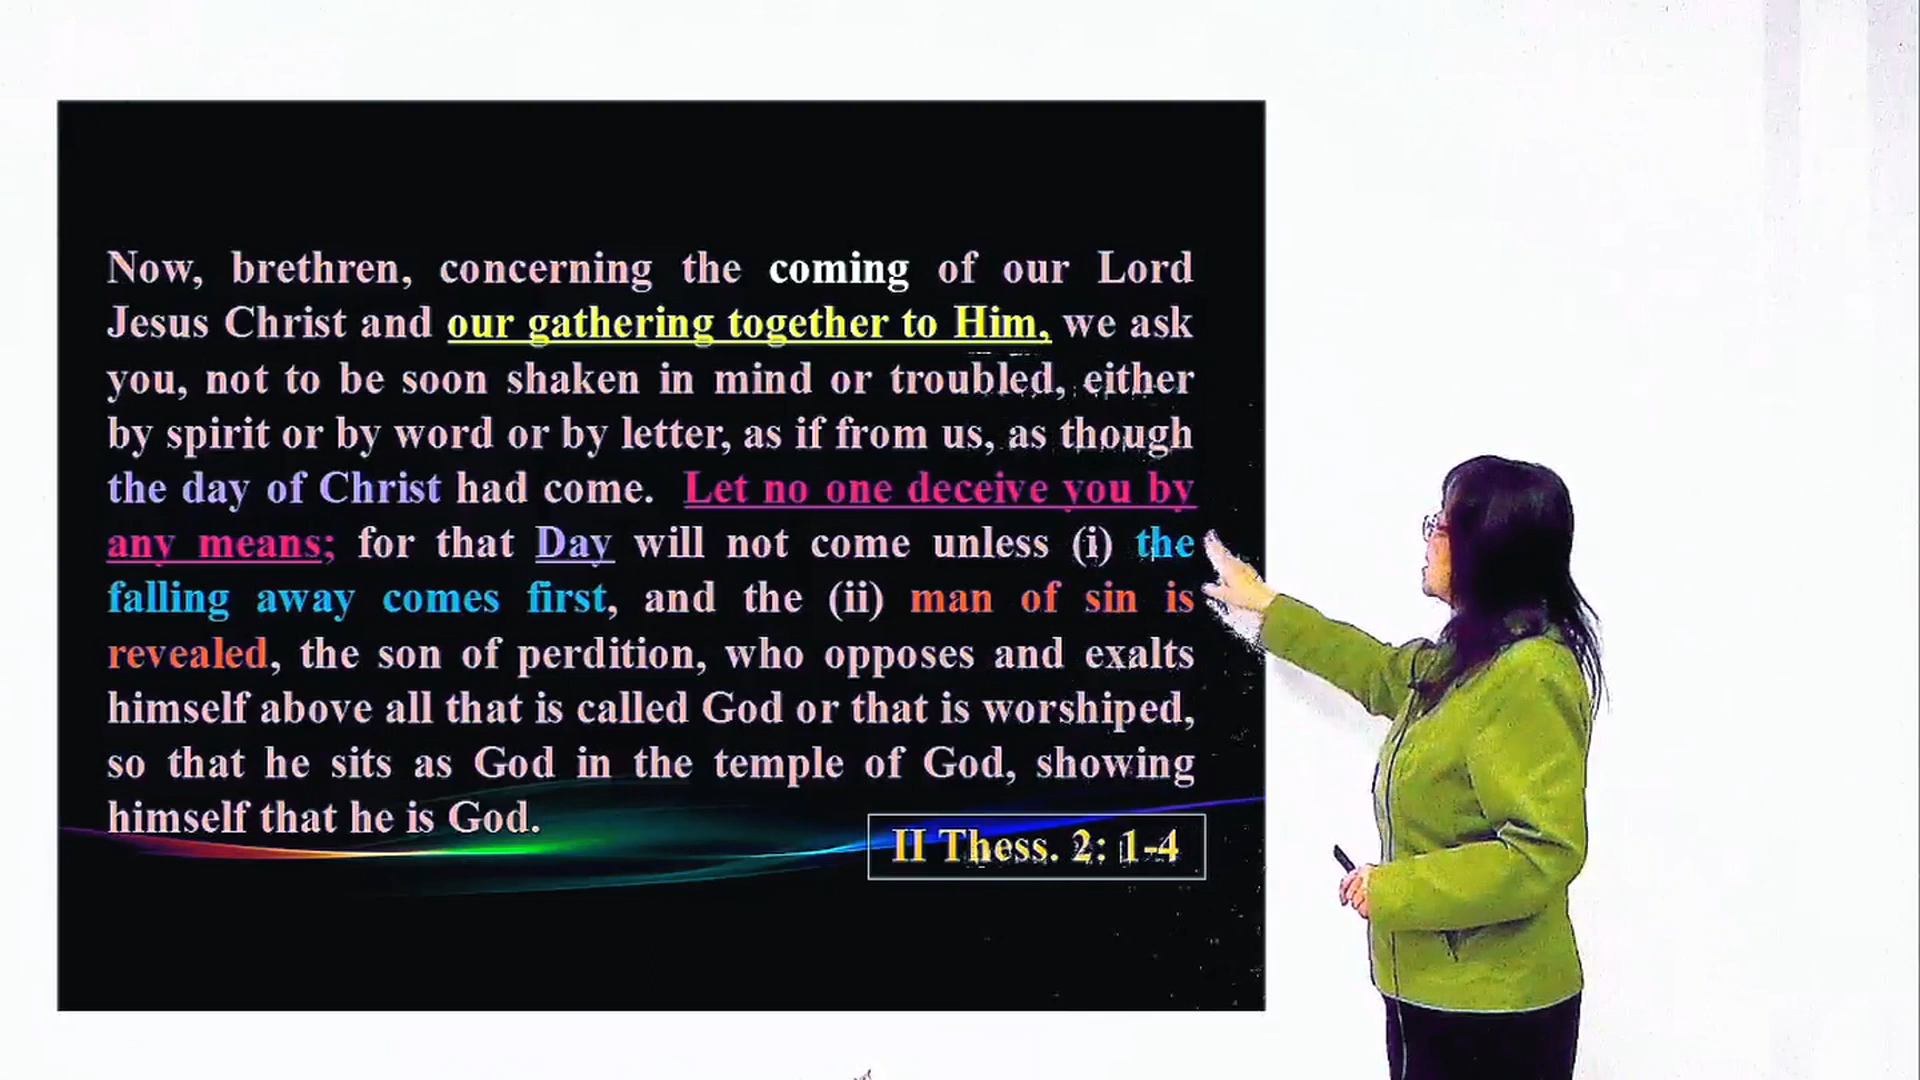 Now, brethren, concerning the coming of our Lord
Jesus Christ and our gathering together to Him, we ask
you, not to be soon shaken in mind or troubled, either
by spirit or by word or by letter, as if from us, as though
the day of Christ had come. Let no one deceive you by
any means; for that Day will not come unless (i) the
falling away comes first, and the (ii) man of sin is
revealed, the son of perdition, who opposes and exalts
himself above all that is called God or that is worshiped,
so that he sits as God in the temple of God, showing
himself that he is God.
II Thess. 2: 1-4